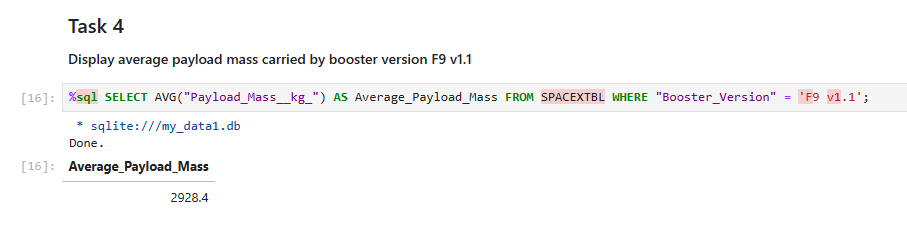 Task 4
Display average payload mass carried by booster version F9 v1.1
[16]: %sql SELECT AVG("Payload_Mass__kg_") AS Average_Payload_Mass FROM SPACEXTBL WHERE "Booster_Version" = 'F9 v1.1';
* sqlite:///my_data1.db
Done.
[16]: Average_Payload_Mass
2928.4